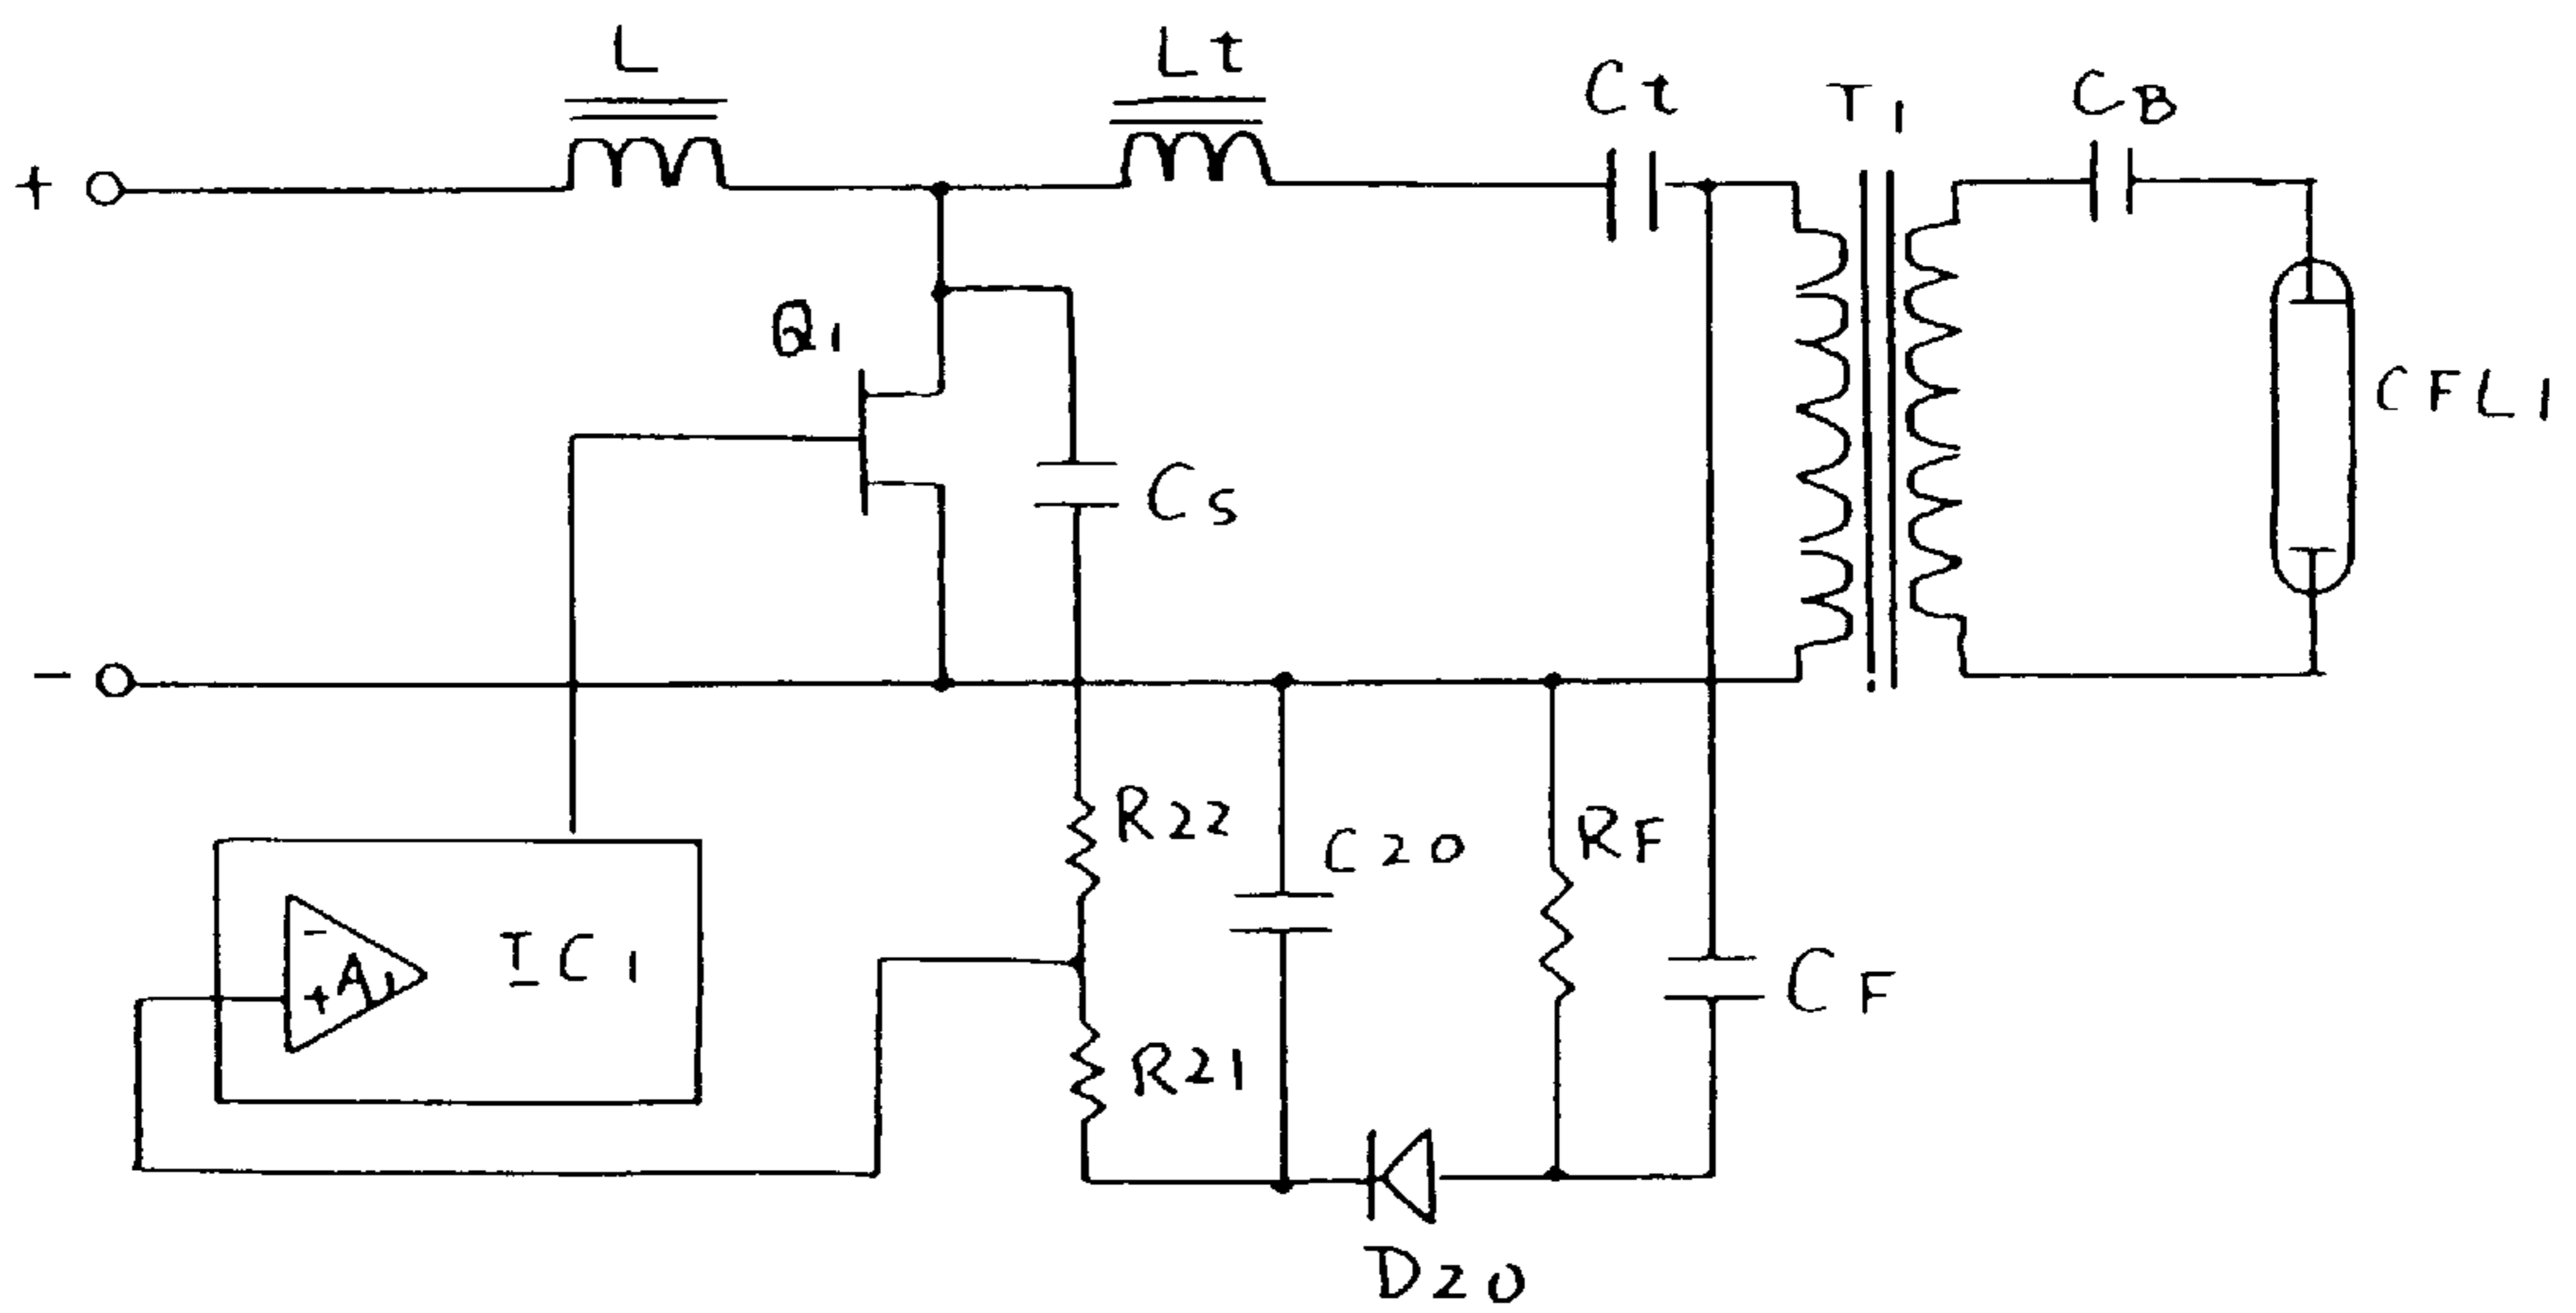 L
Lt
Ct
T1
CB
+
Q1
CS
CFL1
-
R22
C20
RF
-
+
A1
IC1
CF
R21
D20